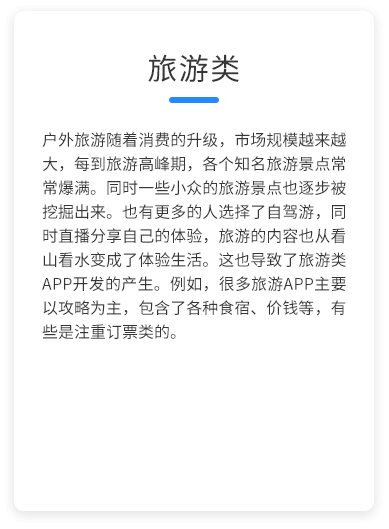 旅游类
户外旅游随着消费的升级，市场规模越来越
大，每到旅游高峰期，各个知名旅游景点常
常爆满。同时一些小众的旅游景点也逐步被
挖掘出来。也有更多的人选择了自驾游，同
时直播分享自己的体验，旅游的内容也从看
山看水变成了体验生活。这也导致了旅游类
APP开发的产生。例如，很多旅游APP主要
以攻略为主，包含了各种食宿、价钱等，有
些是注重订票类的。